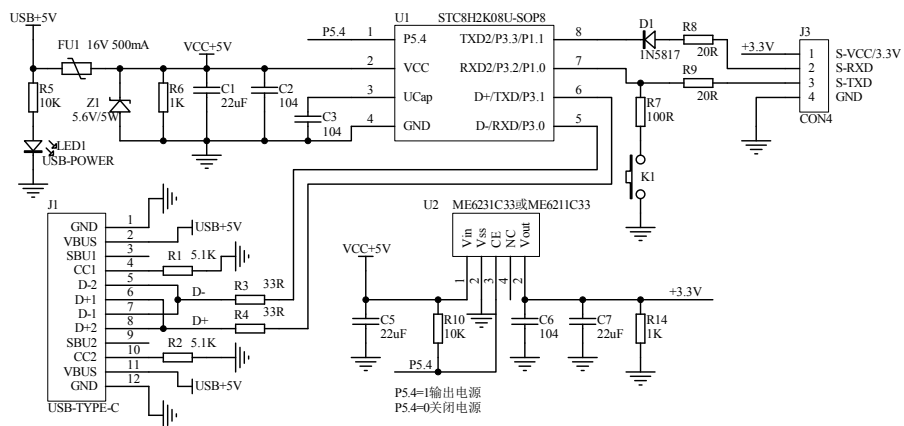 USB+5V
FU1 16V 500mA
VCC+5V
R5
10K
Z1
5.6V/5W
R6
1K
C1
22uF
C2
104
C3
104
LED1
USB-POWER
U1 STC8H2K08U-SOP8
P5.4 1 P5.4 TXD2/P3.3/P1.1 8
2 VCC RXD2/P3.2/P1.0 7
3 UCap D+/TXD/P3.1 6
4 GND D-/RXD/P3.0 5
D1
1N5817
R8
20R
R9
20R
R7
100R
K1
+3.3V
J3
1 S-VCC/3.3V
2 S-RXD
3 S-TXD
4 GND
CON4
J1
GND 1
VBUS 2 USB+5V
SBU1 3
CC1 4 R1 5.1K
D-2 5
D+1 6
D-1 7 D-
D+2 8 D+
SBU2 9
CC2 10 R2 5.1K
VBUS 11 USB+5V
GND 12
USB-TYPE-C
R3 33R
R4 33R
U2 ME6231C33或ME6211C33
Vin Vss CE NC Vout
1 2 3 4 2
VCC+5V
C5
22uF
R10
10K
P5.4
C6
104
C7
22uF
R14
1K
+3.3V
P5.4=1输出电源
P5.4=0关闭电源